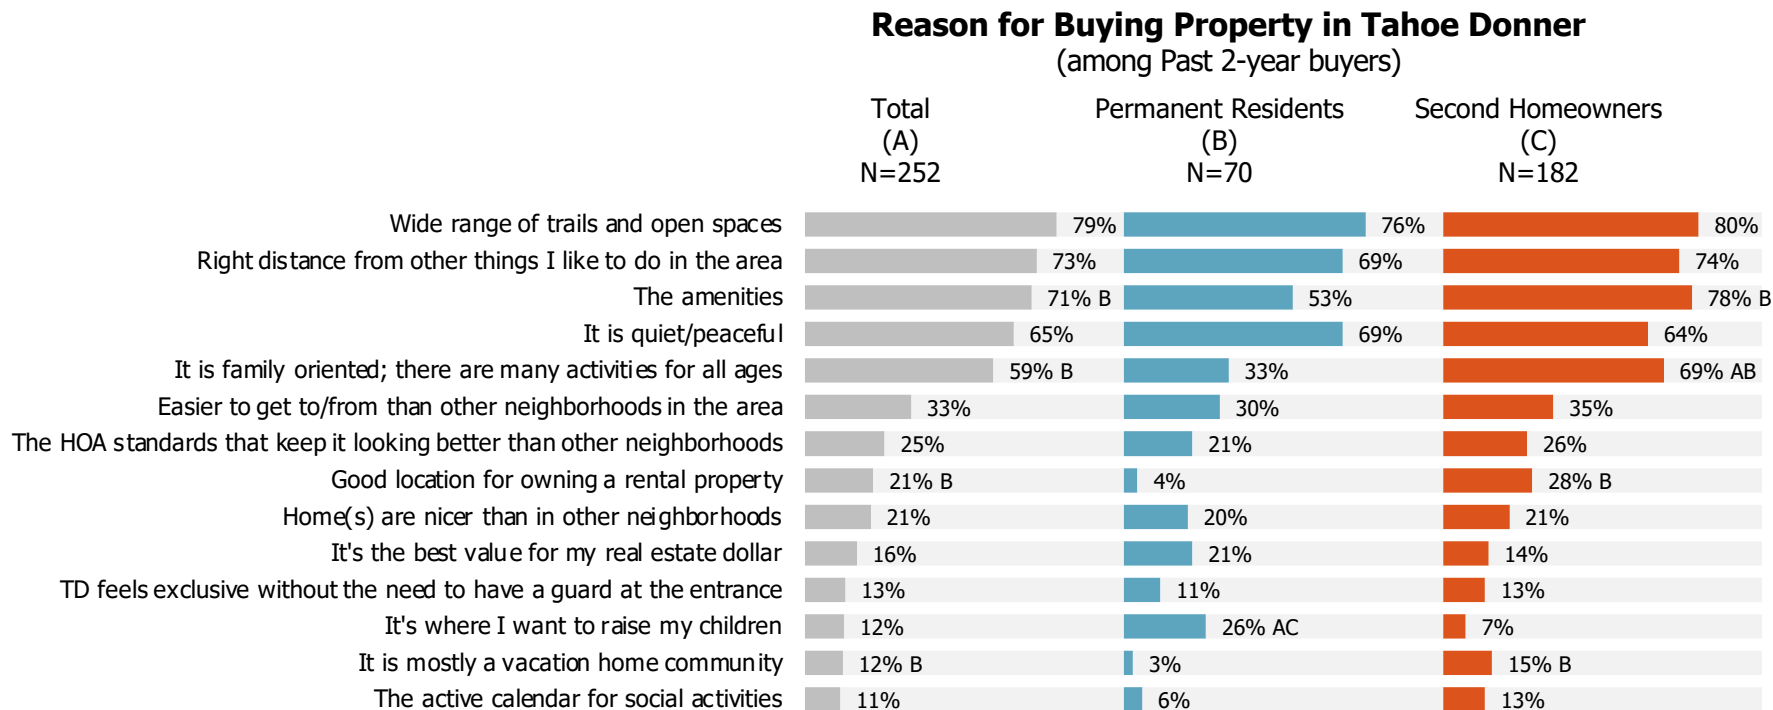 Reason for Buying Property in Tahoe Donner
(among Past 2-year buyers)
Total Permanent Residents Second Homeowners
(A) (B) (C)
N=252 N=70 N=182
Wide range of trails and open spaces 79% 76% 80%
Right distance from other things I like to do in the area 73% 69% 74%
The amenities 71% B 53% 78% B
It is quiet/peaceful 65% 69% 64%
It is family oriented; there are many activities for all ages 59% B 33% 69% AB
Easier to get to/from than other neighborhoods in the area 33% 30% 35%
The HOA standards that keep it looking better than other neighborhoods 25% 21% 26%
Good location for owning a rental property 21% B 4% 28% B
Home(s) are nicer than in other neighborhoods 21% 20% 21%
It's the best value for my real estate dollar 16% 21% 14%
TD feels exclusive without the need to have a guard at the entrance 13% 11% 13%
It's where I want to raise my children 12% 26% AC 7%
It is mostly a vacation home community 12% B 3% 15% B
The active calendar for social activities 11% 6% 13%